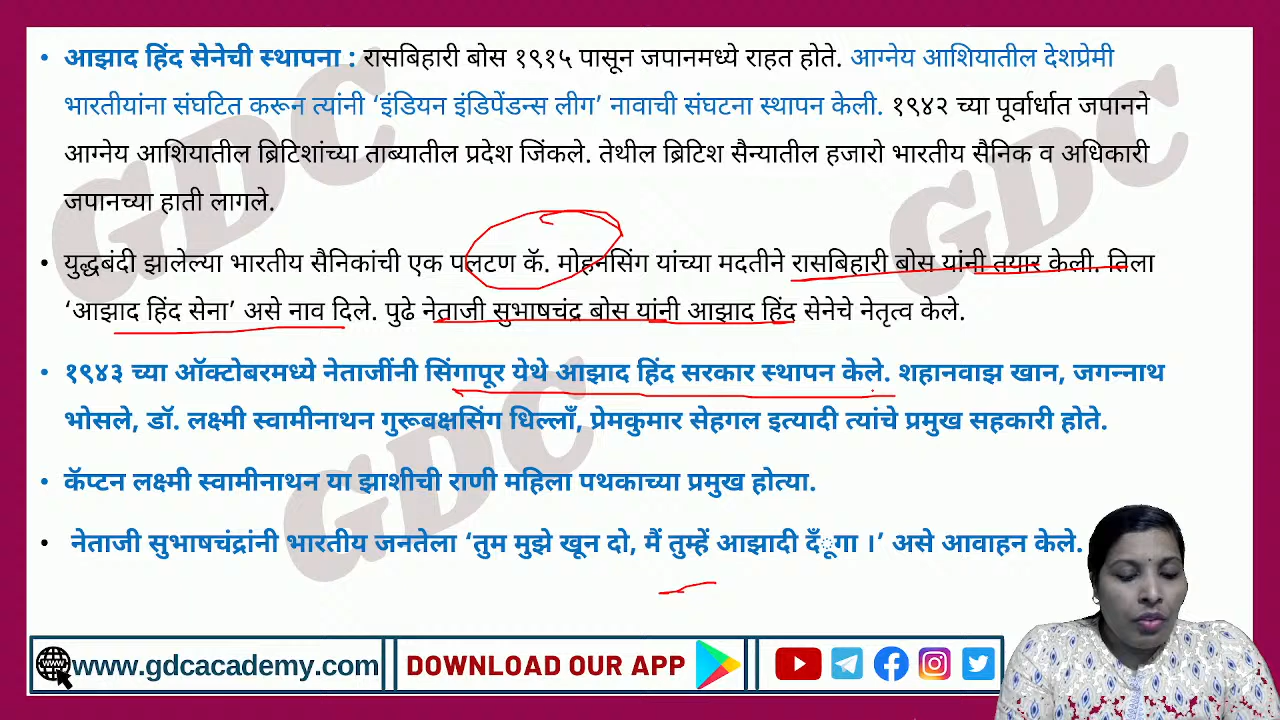 • आझाद हिंद सेनेची स्थापना : रासबिहारी बोस १९१५ पासून जपानमध्ये राहत होते. आग्नेय आशियातील देशप्रेमी
भारतीयांना संघटित करून त्यांनी ‘इंडियन इंडिपेंडन्स लीग’ नावाची संघटना स्थापन केली. १९४२ च्या पूर्वार्धात जपानने
आग्नेय आशियातील ब्रिटिशांच्या ताब्यातील प्रदेश जिंकले. तेथील ब्रिटिश सैन्यातील हजारो भारतीय सैनिक व अधिकारी
जपानच्या हाती लागले.
• युद्धबंदी झालेल्या भारतीय सैनिकांची एक पलटण कॅ. मोहनसिंग यांच्या मदतीने रासबिहारी बोस यांनी तयार केली. तिला
‘आझाद हिंद सेना’ असे नाव दिले. पुढे नेताजी सुभाषचंद्र बोस यांनी आझाद हिंद सेनेचे नेतृत्व केले.
• १९४३ च्या ऑक्टोबरमध्ये नेताजींनी सिंगापूर येथे आझाद हिंद सरकार स्थापन केले. शहानवाझ खान, जगन्नाथ
भोसले, डॉ. लक्ष्मी स्वामीनाथन गुरूबक्षसिंग धिल्लाँ, प्रेमकुमार सेहगल इत्यादी त्यांचे प्रमुख सहकारी होते.
• कॅप्टन लक्ष्मी स्वामीनाथन या झाशीची राणी महिला पथकाच्या प्रमुख होत्या.
• नेताजी सुभाषचंद्रांनी भारतीय जनतेला ‘तुम मुझे खून दो, मैं तुम्हें आझादी दँूगा ।’ असे आवाहन केले.
GDC
GDC
GDC
www.gdcacademy.com DOWNLOAD OUR APP